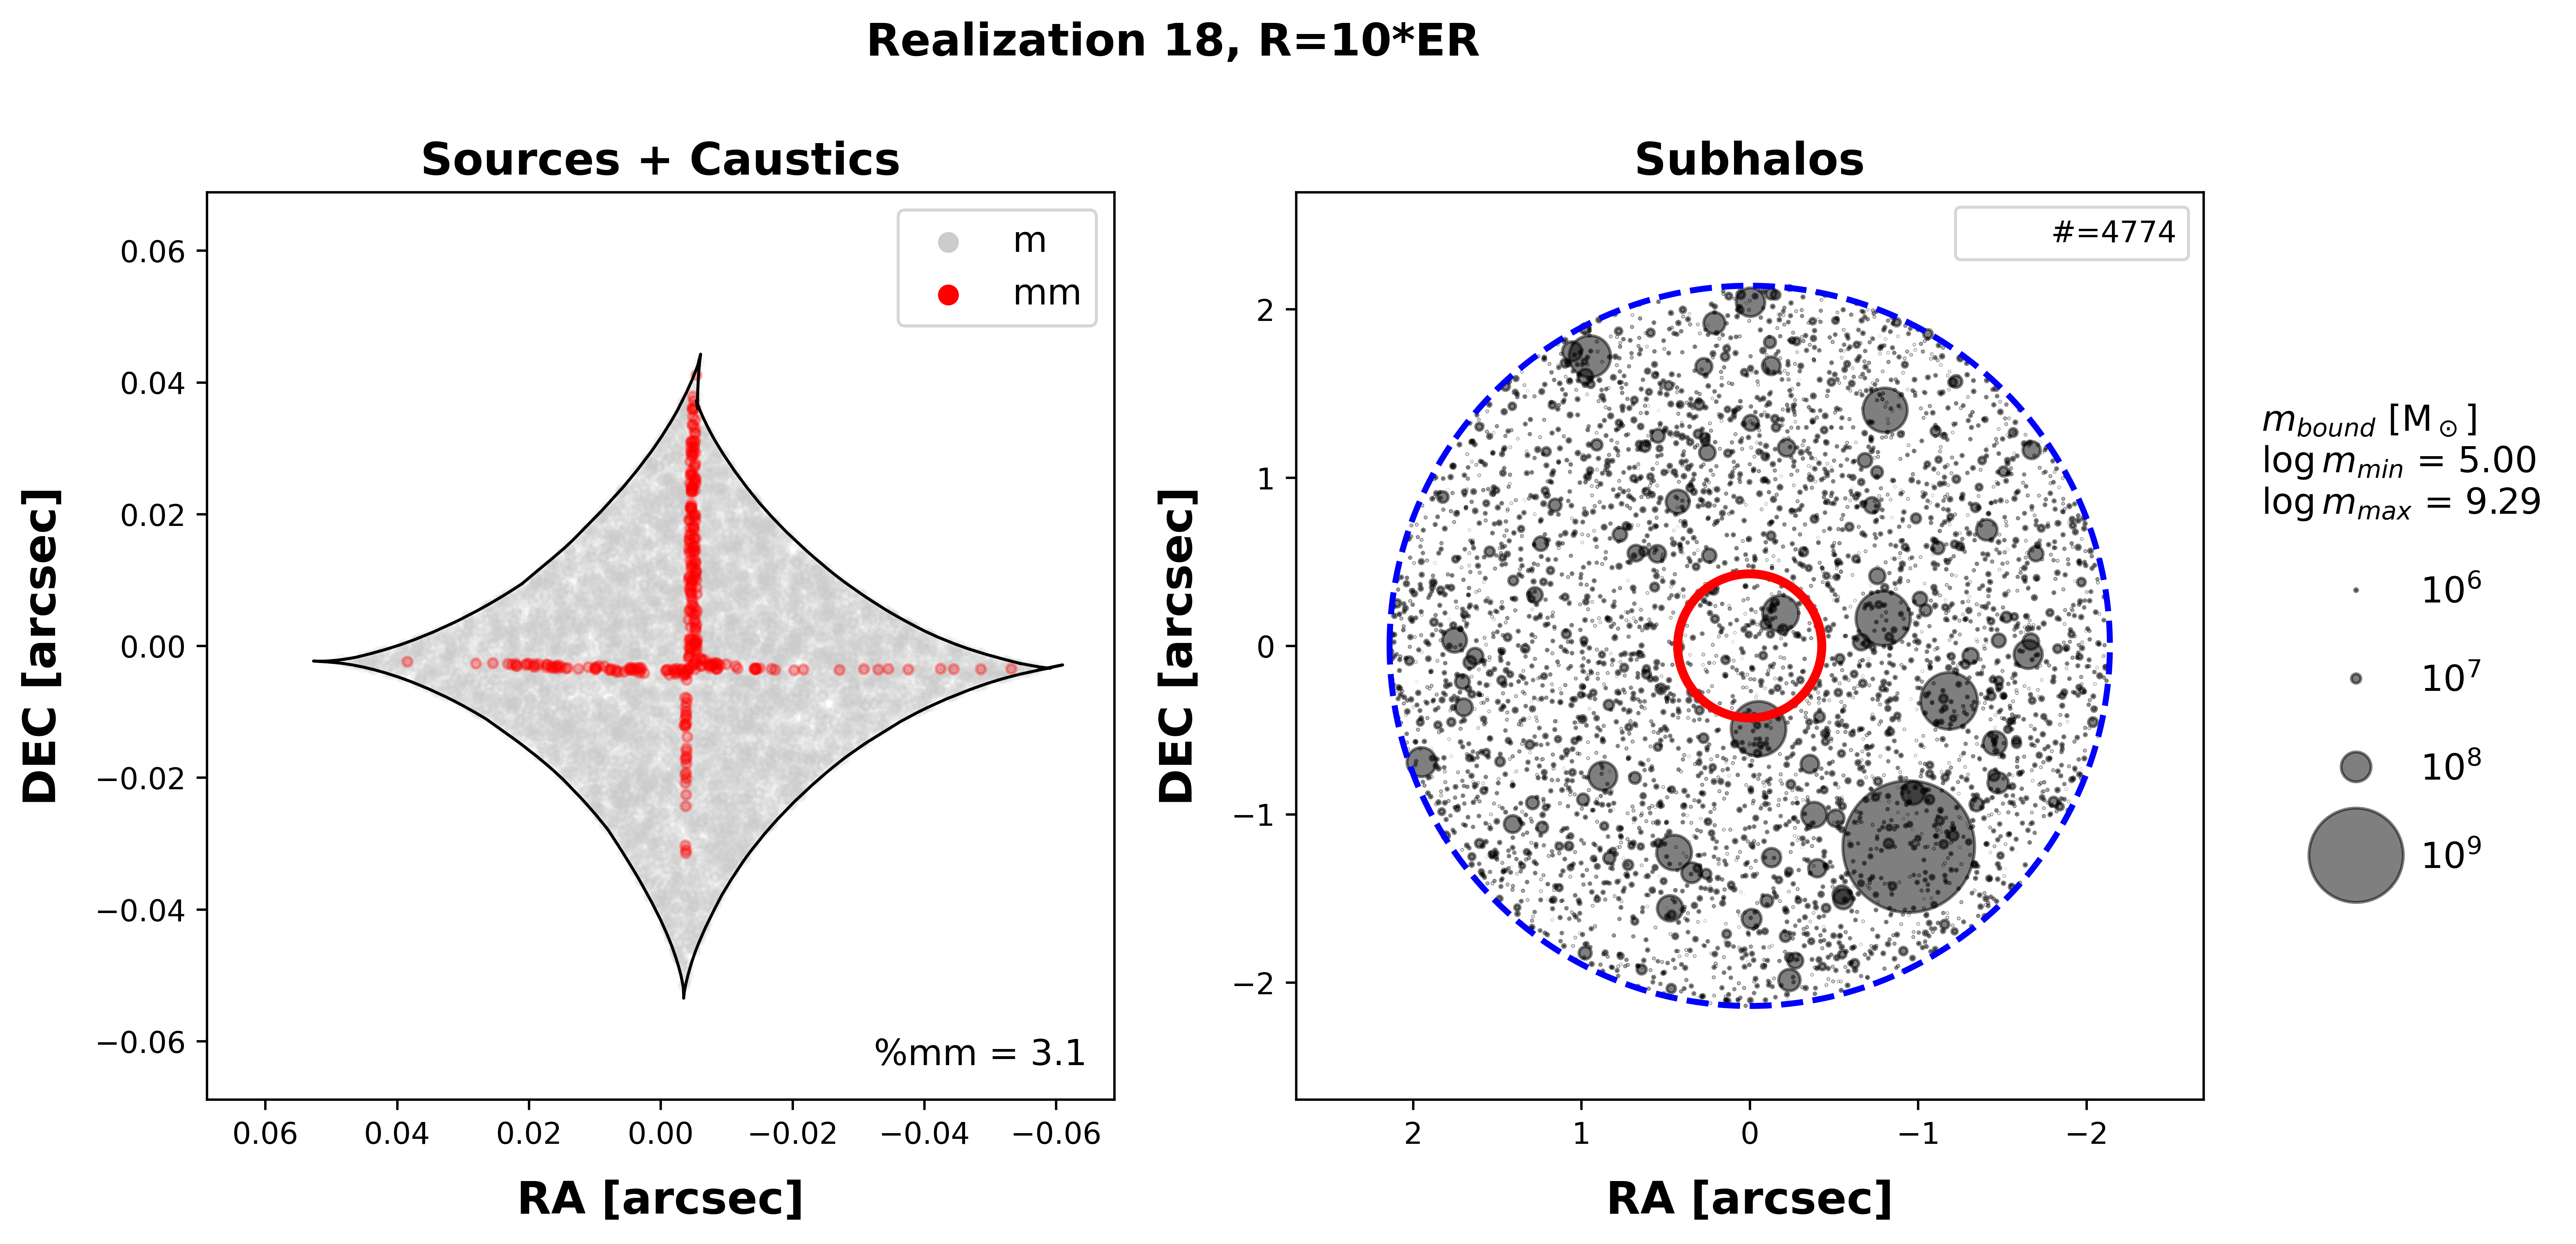 Realization 18, R=10*ER
Sources + Caustics
DEC [arcsec]
0.06
0.04
0.02
0.00
−0.02
−0.04
−0.06
m
mm
%mm = 3.1
0.06
0.04
0.02
0.00
−0.02
−0.04
−0.06
RA [arcsec]
Subhalos
DEC [arcsec]
2
1
0
−1
−2
#=4774
2
1
0
−1
−2
RA [arcsec]
m_bound [M_⊙]
log m_min = 5.00
log m_max = 9.29
10^6
10^7
10^8
10^9